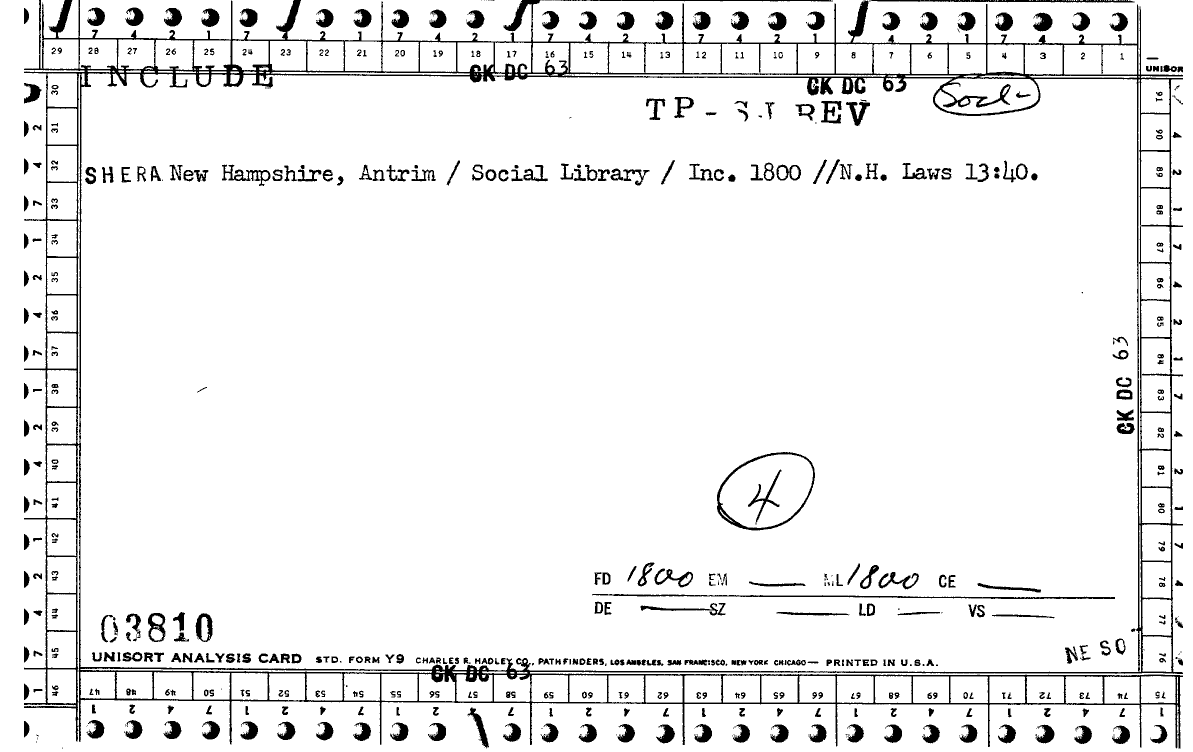 7 4 2 1 7 4 2 1 7 4 2 1 7 4 2 1 7 4 2 1 7 4 2 1
29 28 27 26 25 24 23 22 21 20 19 18 17 16 15 14 13 12 11 10 9 8 7 6 5 4 3 2 1
INCLUDE CK DC 63 CK DC 63 Socl- UNISOR
TP-SJ REV
SHERA New Hampshire, Antrim / Social Library / Inc. 1800 //N.H. Laws 13:40.
30 31 32 33 34 35 36 37 38 39 40 41 42 43 44 45 46
91 90 89 88 87 86 85 84 83 82 81 80 79 78 77 76
CK DC 63
4
FD 1800 EM ML 1800 CE
DE SZ LD VS
03810
NE SO
UNISORT ANALYSIS CARD STD. FORM Y9 CHARLES R. HADLEY CO., PATHFINDERS, LOS ANGELES, SAN FRANCISCO, NEW YORK CHICAGO — PRINTED IN U.S.A.
CK DC 63
47 48 49 50 51 52 53 54 55 56 57 58 59 60 61 62 63 64 65 66 67 68 69 70 71 72 73 74 75